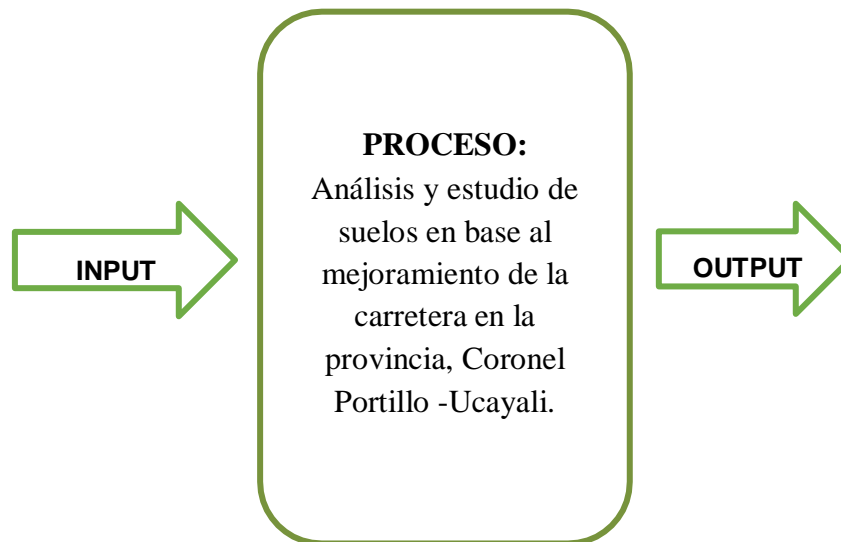 PROCESO:
Análisis y estudio de
suelos en base al
mejoramiento de la
carretera en la
provincia, Coronel
Portillo -Ucayali.
INPUT
OUTPUT